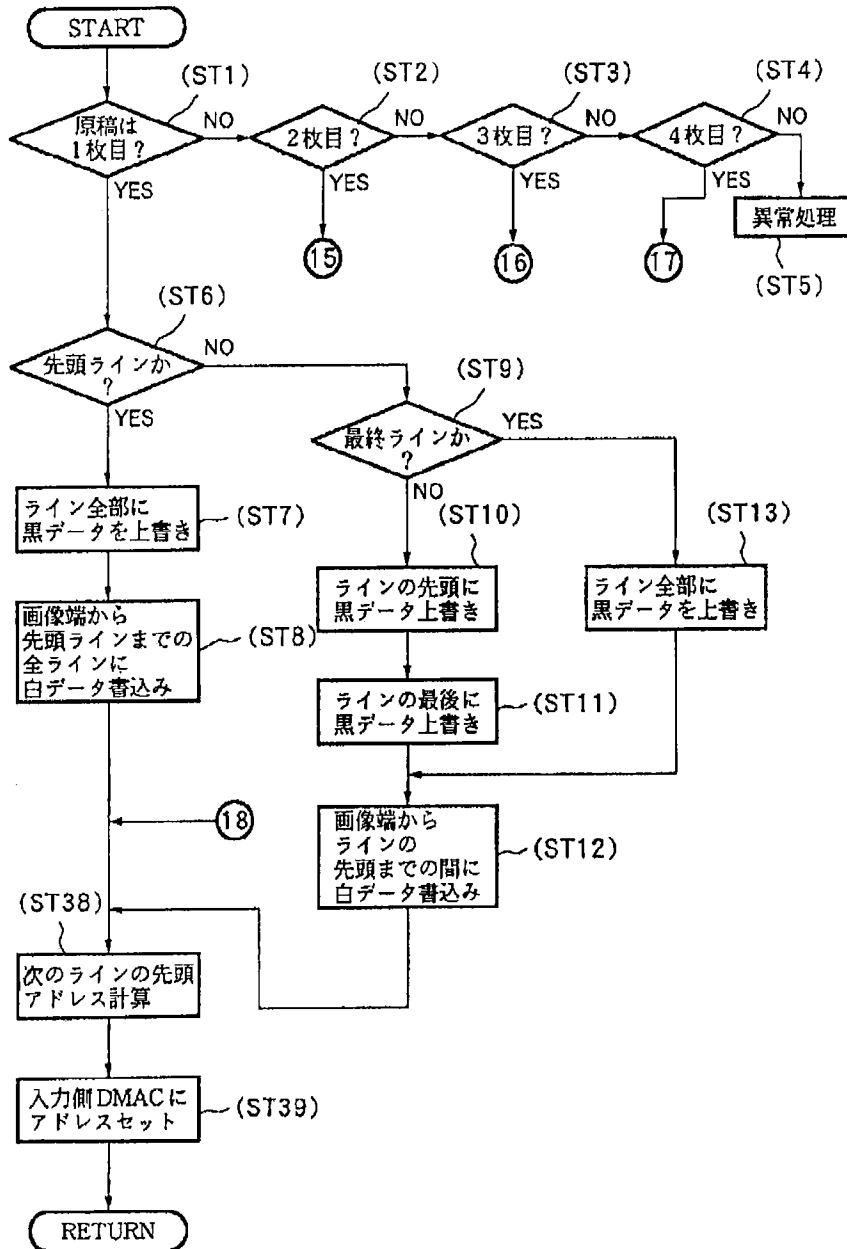 START
(ST1)
原稿は
1枚目？
NO
YES
(ST2)
2枚目？
NO
YES
15
(ST3)
3枚目？
NO
YES
16
(ST4)
4枚目？
NO
YES
17
異常処理
(ST5)
(ST6)
先頭ラインか
？
NO
YES
(ST9)
最終ラインか
？
YES
NO
ライン全部に
黒データを上書き
(ST7)
画像端から
先頭ラインまでの
全ラインに
白データ書込み
(ST8)
(ST10)
ラインの先頭に
黒データ上書き
ラインの最後に
黒データ上書き
(ST11)
(ST13)
ライン全部に
黒データを上書き
画像端から
ラインの
先頭までの間に
白データ書込み
(ST12)
18
(ST38)
次のラインの先頭
アドレス計算
入力側DMACに
アドレスセット
(ST39)
RETURN